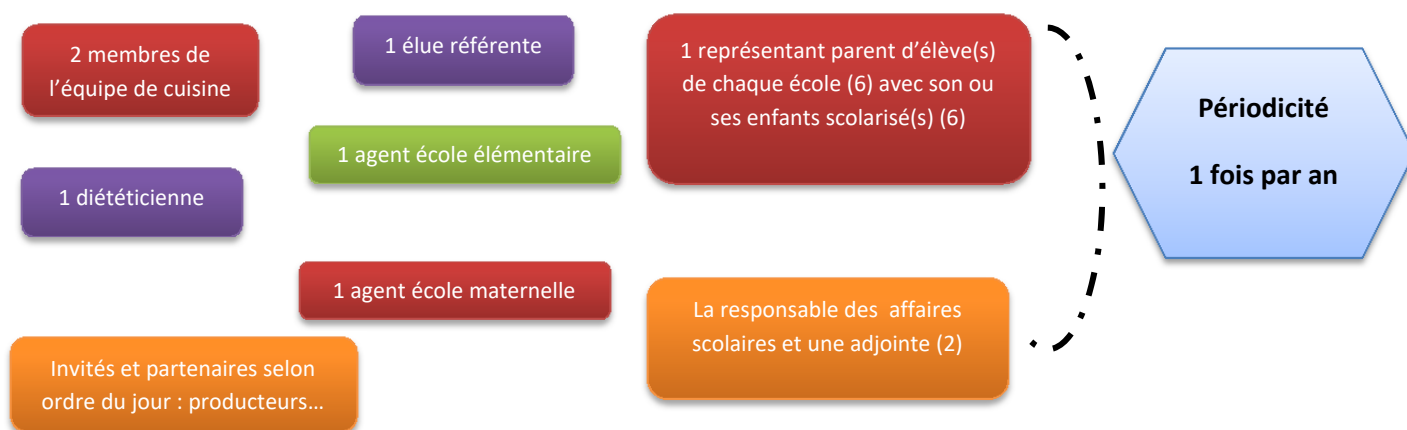 2 membres de
l'équipe de cuisine
1 élue référente
1 représentant parent d'élève(s)
de chaque école (6) avec son ou
ses enfants scolarisé(s) (6)
Périodicité
1 fois par an
1 agent école élémentaire
1 diététicienne
1 agent école maternelle
La responsable des  affaires
scolaires et une adjointe (2)
Invités et partenaires selon
ordre du jour : producteurs…